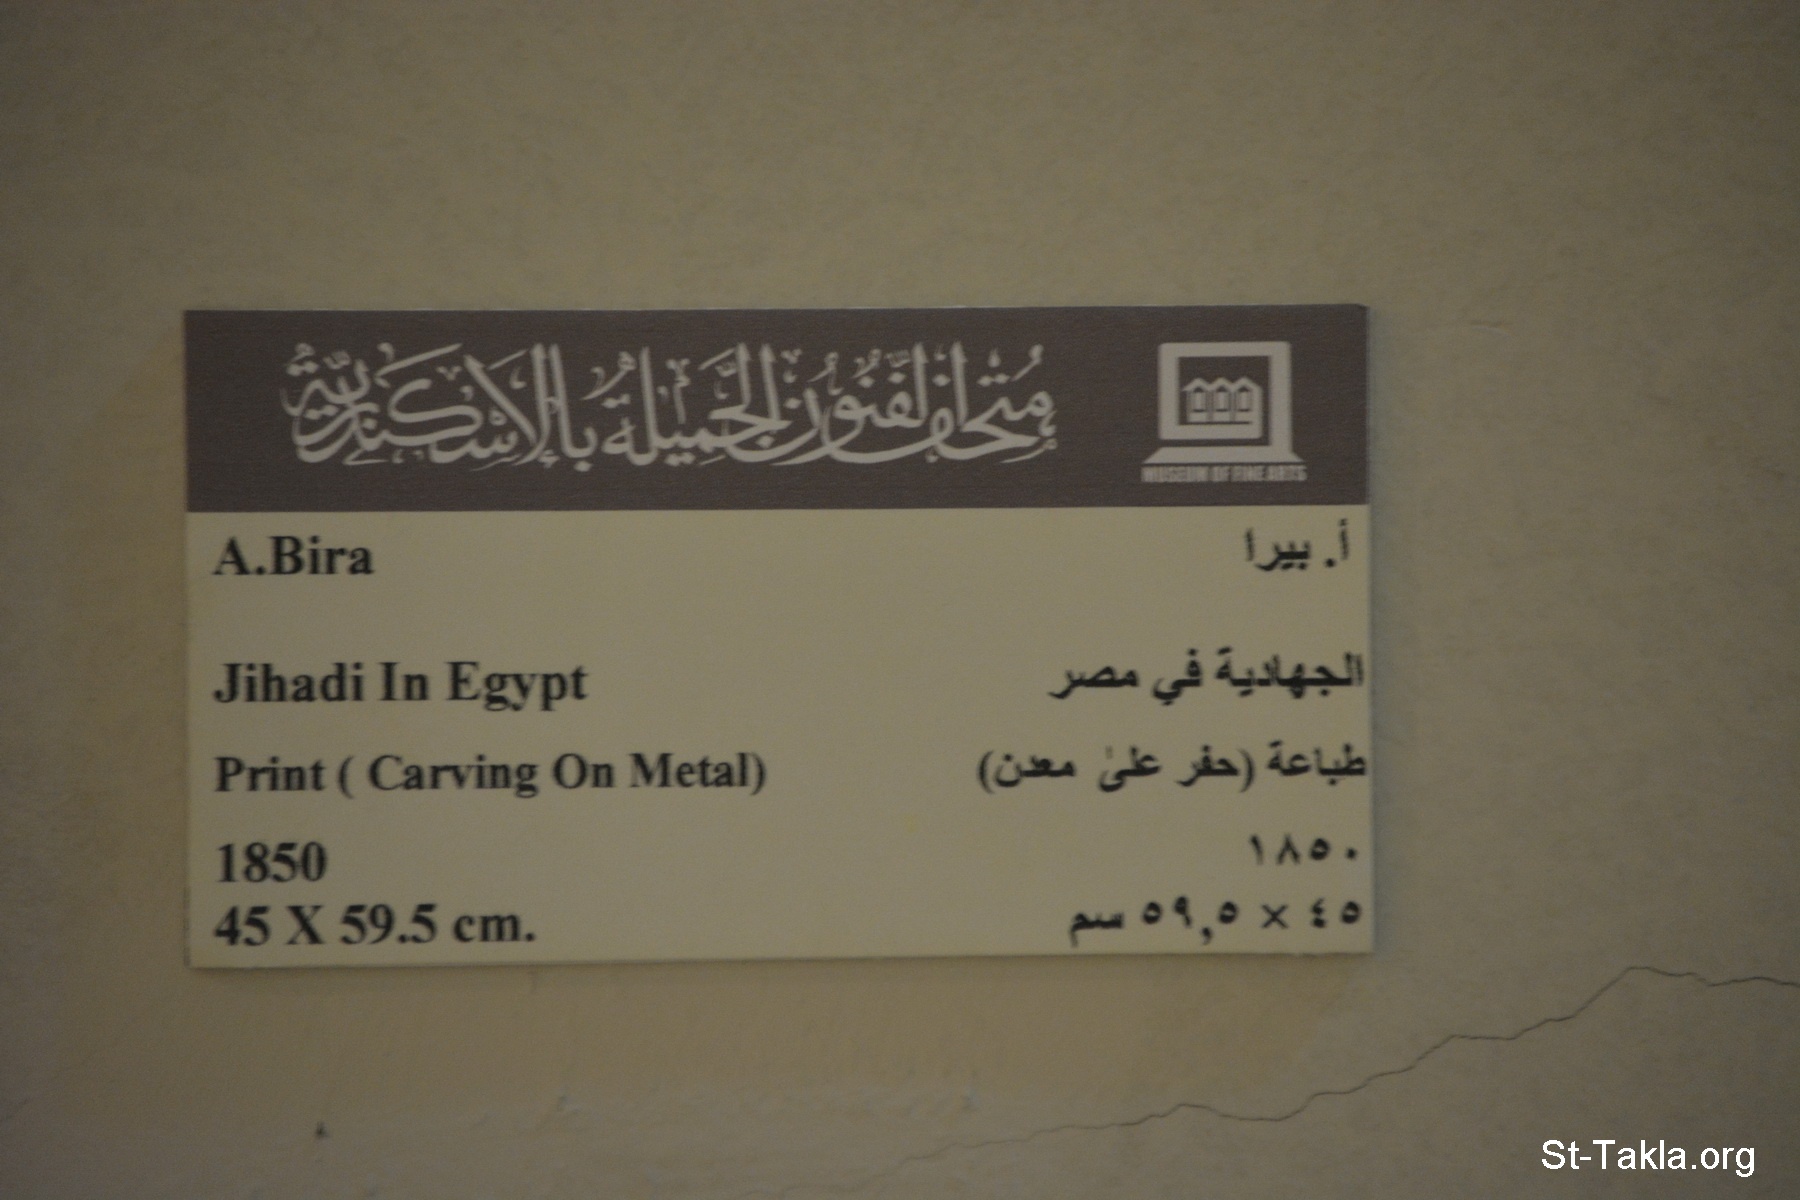 متحف الفنون الجميلة بالإسكندرية
MUSEUM OF FINE ARTS
A.Bira
أ. بيرا
Jihadi In Egypt
الجهادية في مصر
Print ( Carving On Metal)
طباعة (حفر علىٰ معدن)
1850
١٨٥٠
45 X 59.5 cm.
٤٥ × ٥٩,٥ سم
St-Takla.org